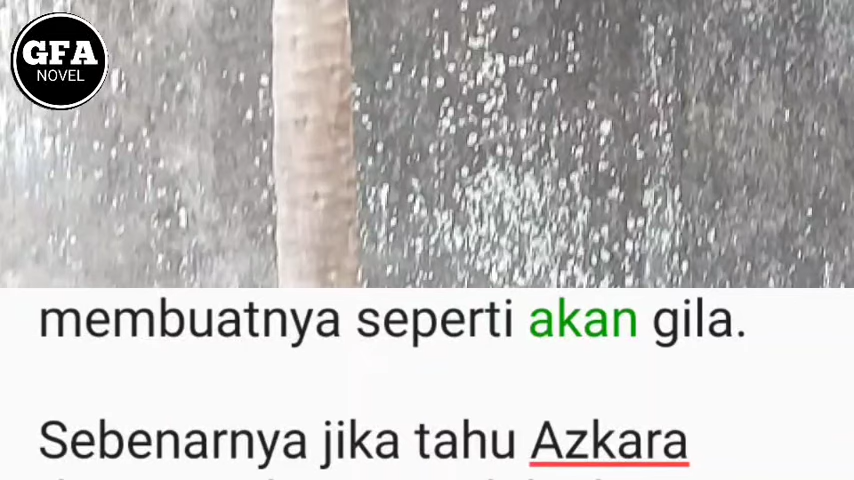 GFA
NOVEL
membuatnya seperti akan gila.
Sebenarnya jika tahu Azkara